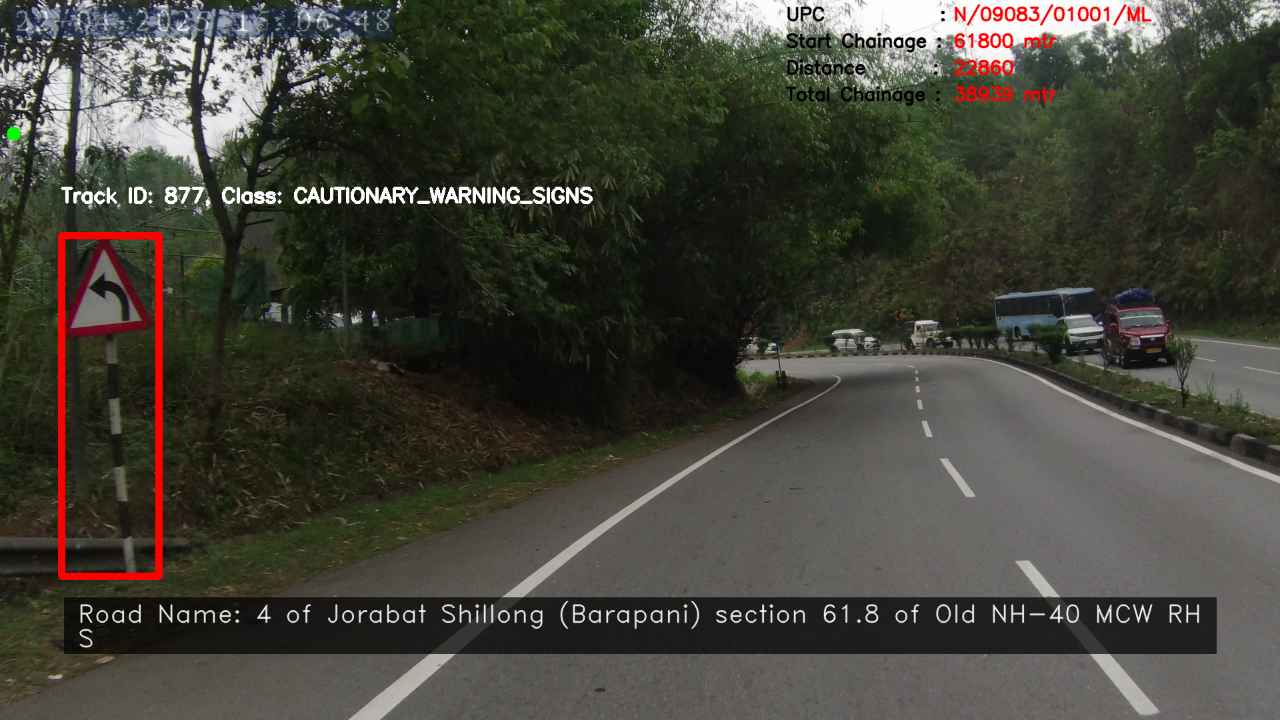 UPC : N/09083/01001/ML
Start Chainage : 61800 mtr
Distance : 22860
Total Chainage : 38939 mtr
Track ID: 877, Class: CAUTIONARY_WARNING_SIGNS
Road Name: 4 of Jorabat Shillong (Barapani) section 61.8 of Old NH-40 MCW RH
S